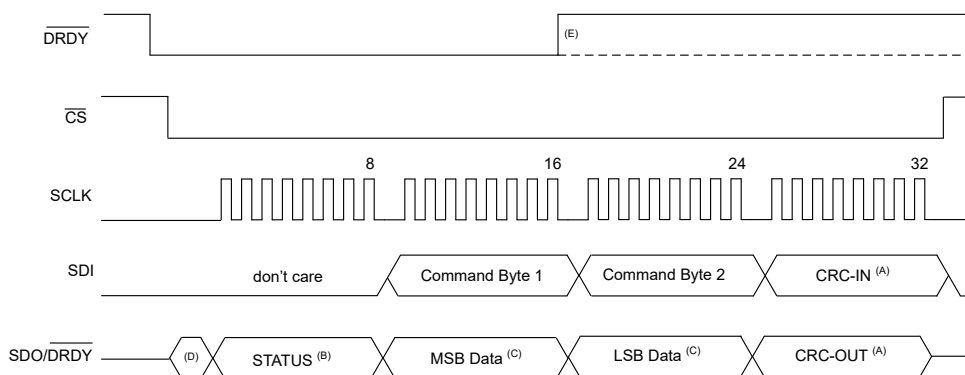 DRDY
(E)
CS
8 16 24 32
SCLK
SDI don't care Command Byte 1 Command Byte 2 CRC-IN (A)
SDO/DRDY (D) STATUS (B) MSB Data (C) LSB Data (C) CRC-OUT (A)